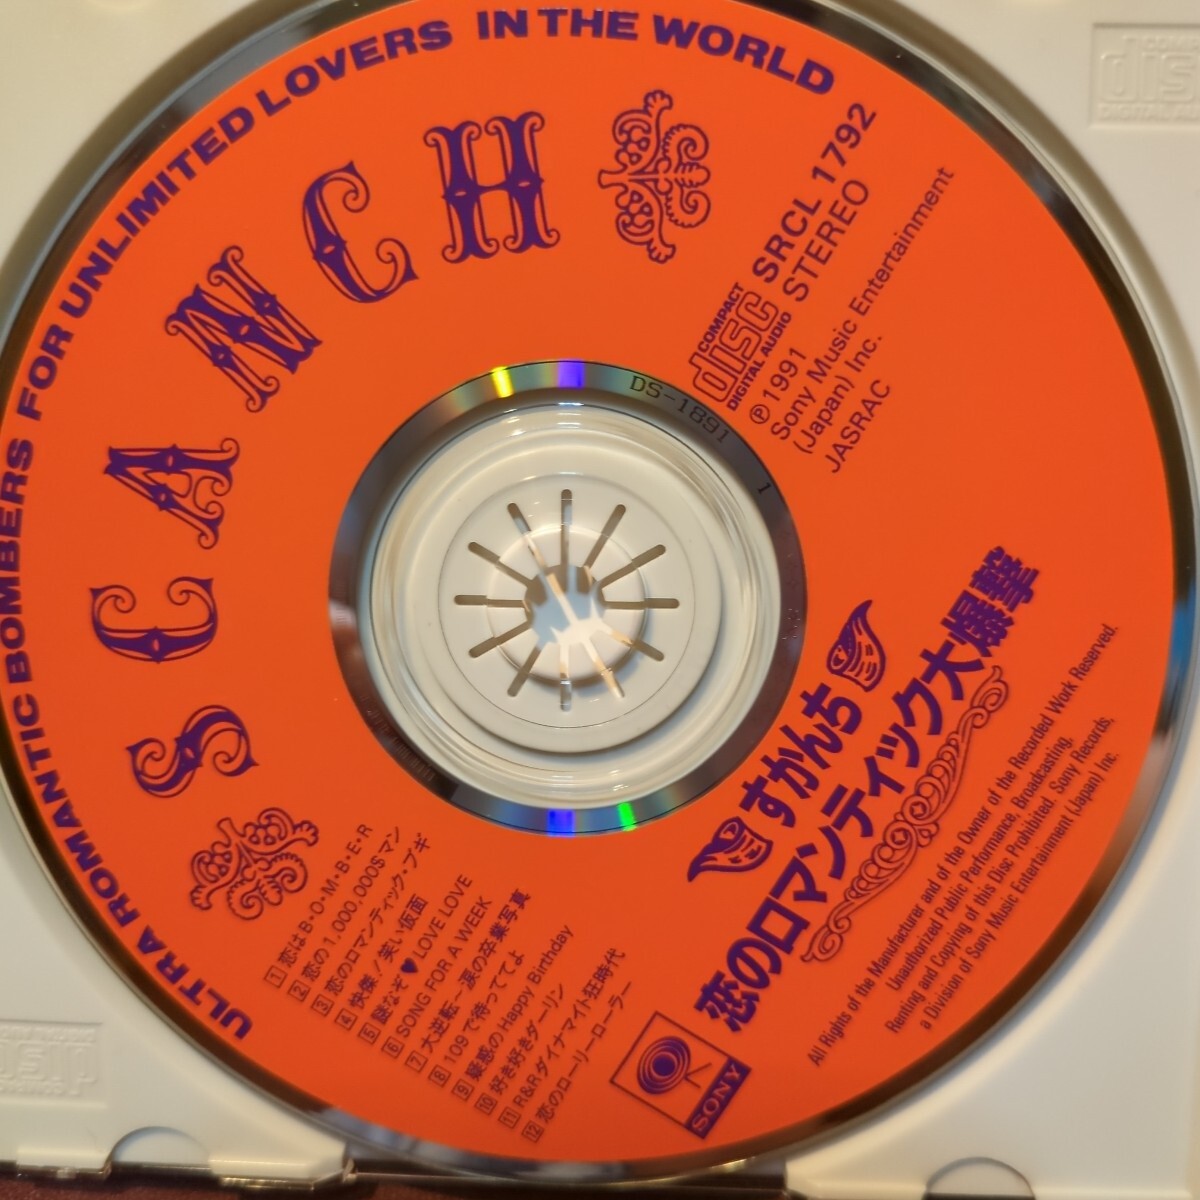 ULTRA ROMANTIC BOMBERS FOR UNLIMITED LOVERS IN THE WORLD
SCANCH
COMPACT
disc
DIGITAL AUDIO
SRCL 1792
STEREO
Ⓟ1991
Sony Music Entertainment
(Japan) Inc.
JASRAC
DS-1891 1
すかんち
恋のロマンティック大爆撃
All Rights of the Manufacturer and of the Owner of the Recorded Work Reserved.
Unauthorized Public Performance, Broadcasting,
Renting and Copying of this Disc Prohibited. Sony Records,
a Division of Sony Music Entertainment (Japan) Inc.
SONY
1 恋はB・O・M・B・E・R
2 恋の1,000,000$マン
3 恋のロマンティック・ブギ
4 快傑!笑い仮面
5 謎なぞ♥LOVE LOVE
6 SONG FOR A WEEK
7 大逆転〜涙の卒業写真
8 109で待っててよ
9 疑惑のHappy Birthday
10 好き好きダーリン
11 R&Rダイナマイト狂時代
12 恋のローリーローラー